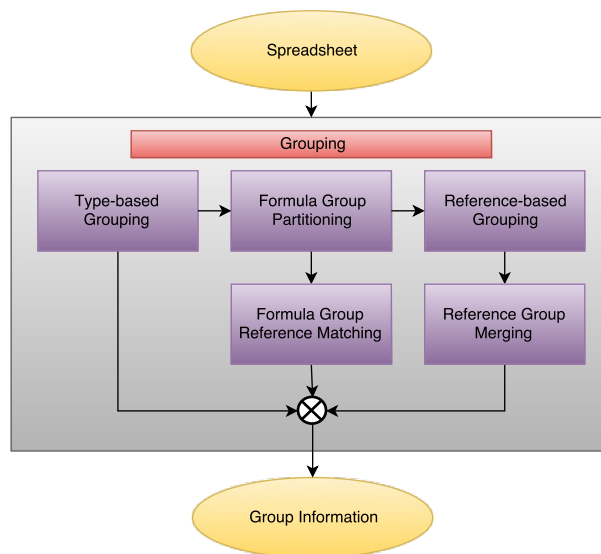 Spreadsheet
Grouping
Type-based
Grouping
Formula Group
Partitioning
Reference-based
Grouping
Formula Group
Reference Matching
Reference Group
Merging
Group Information